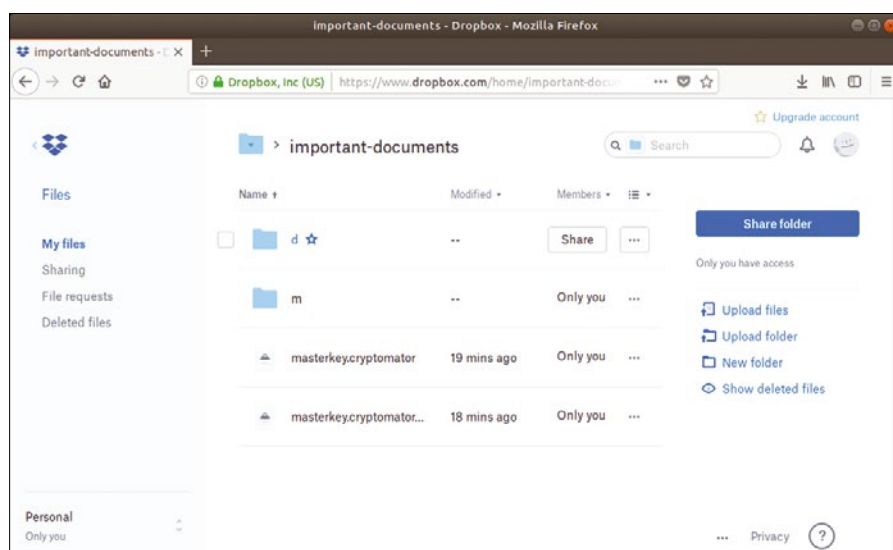 important-documents - Dropbox - Mozilla Firefox
important-documents - D
Dropbox, Inc (US) https://www.dropbox.com/home/important-docu
Upgrade account
important-documents
Search
Files
Name Modified Members
Share folder
d -- Share
My files
Only you have access
Sharing
File requests
m -- Only you
Upload files
Deleted files
Upload folder
masterkey.cryptomator 19 mins ago Only you
New folder
Show deleted files
masterkey.cryptomator... 18 mins ago Only you
Personal
Only you
... Privacy ?